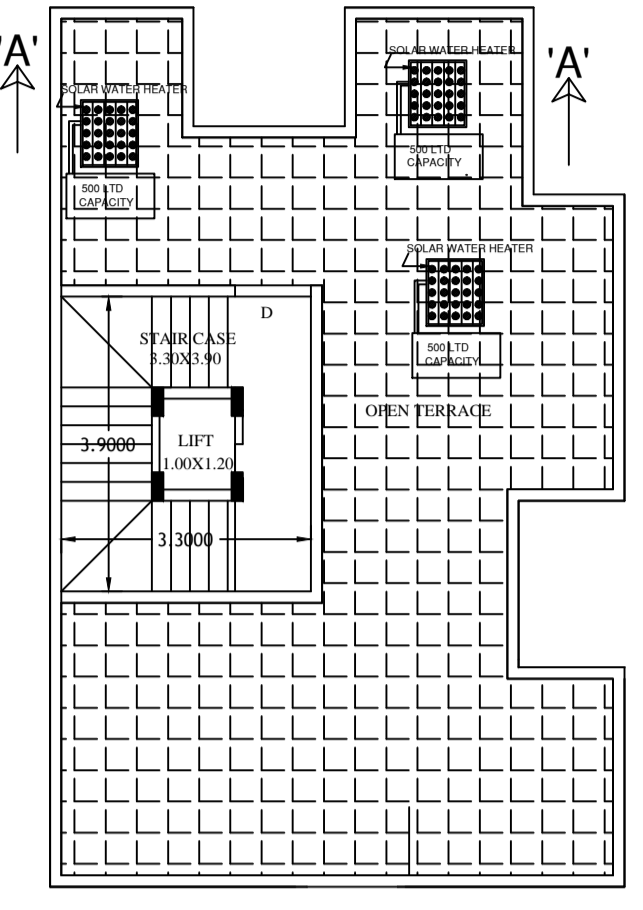 'A'
SOLAR WATER HEATER
'A'
SOLAR WATER HEATER
500 LTD
CAPACITY
500 LTD
CAPACITY
SOLAR WATER HEATER
D
STAIR CASE
3.30X3.90
500 LTD
CAPACITY
OPEN TERRACE
LIFT
3.9000
1.00X1.20
3.3000